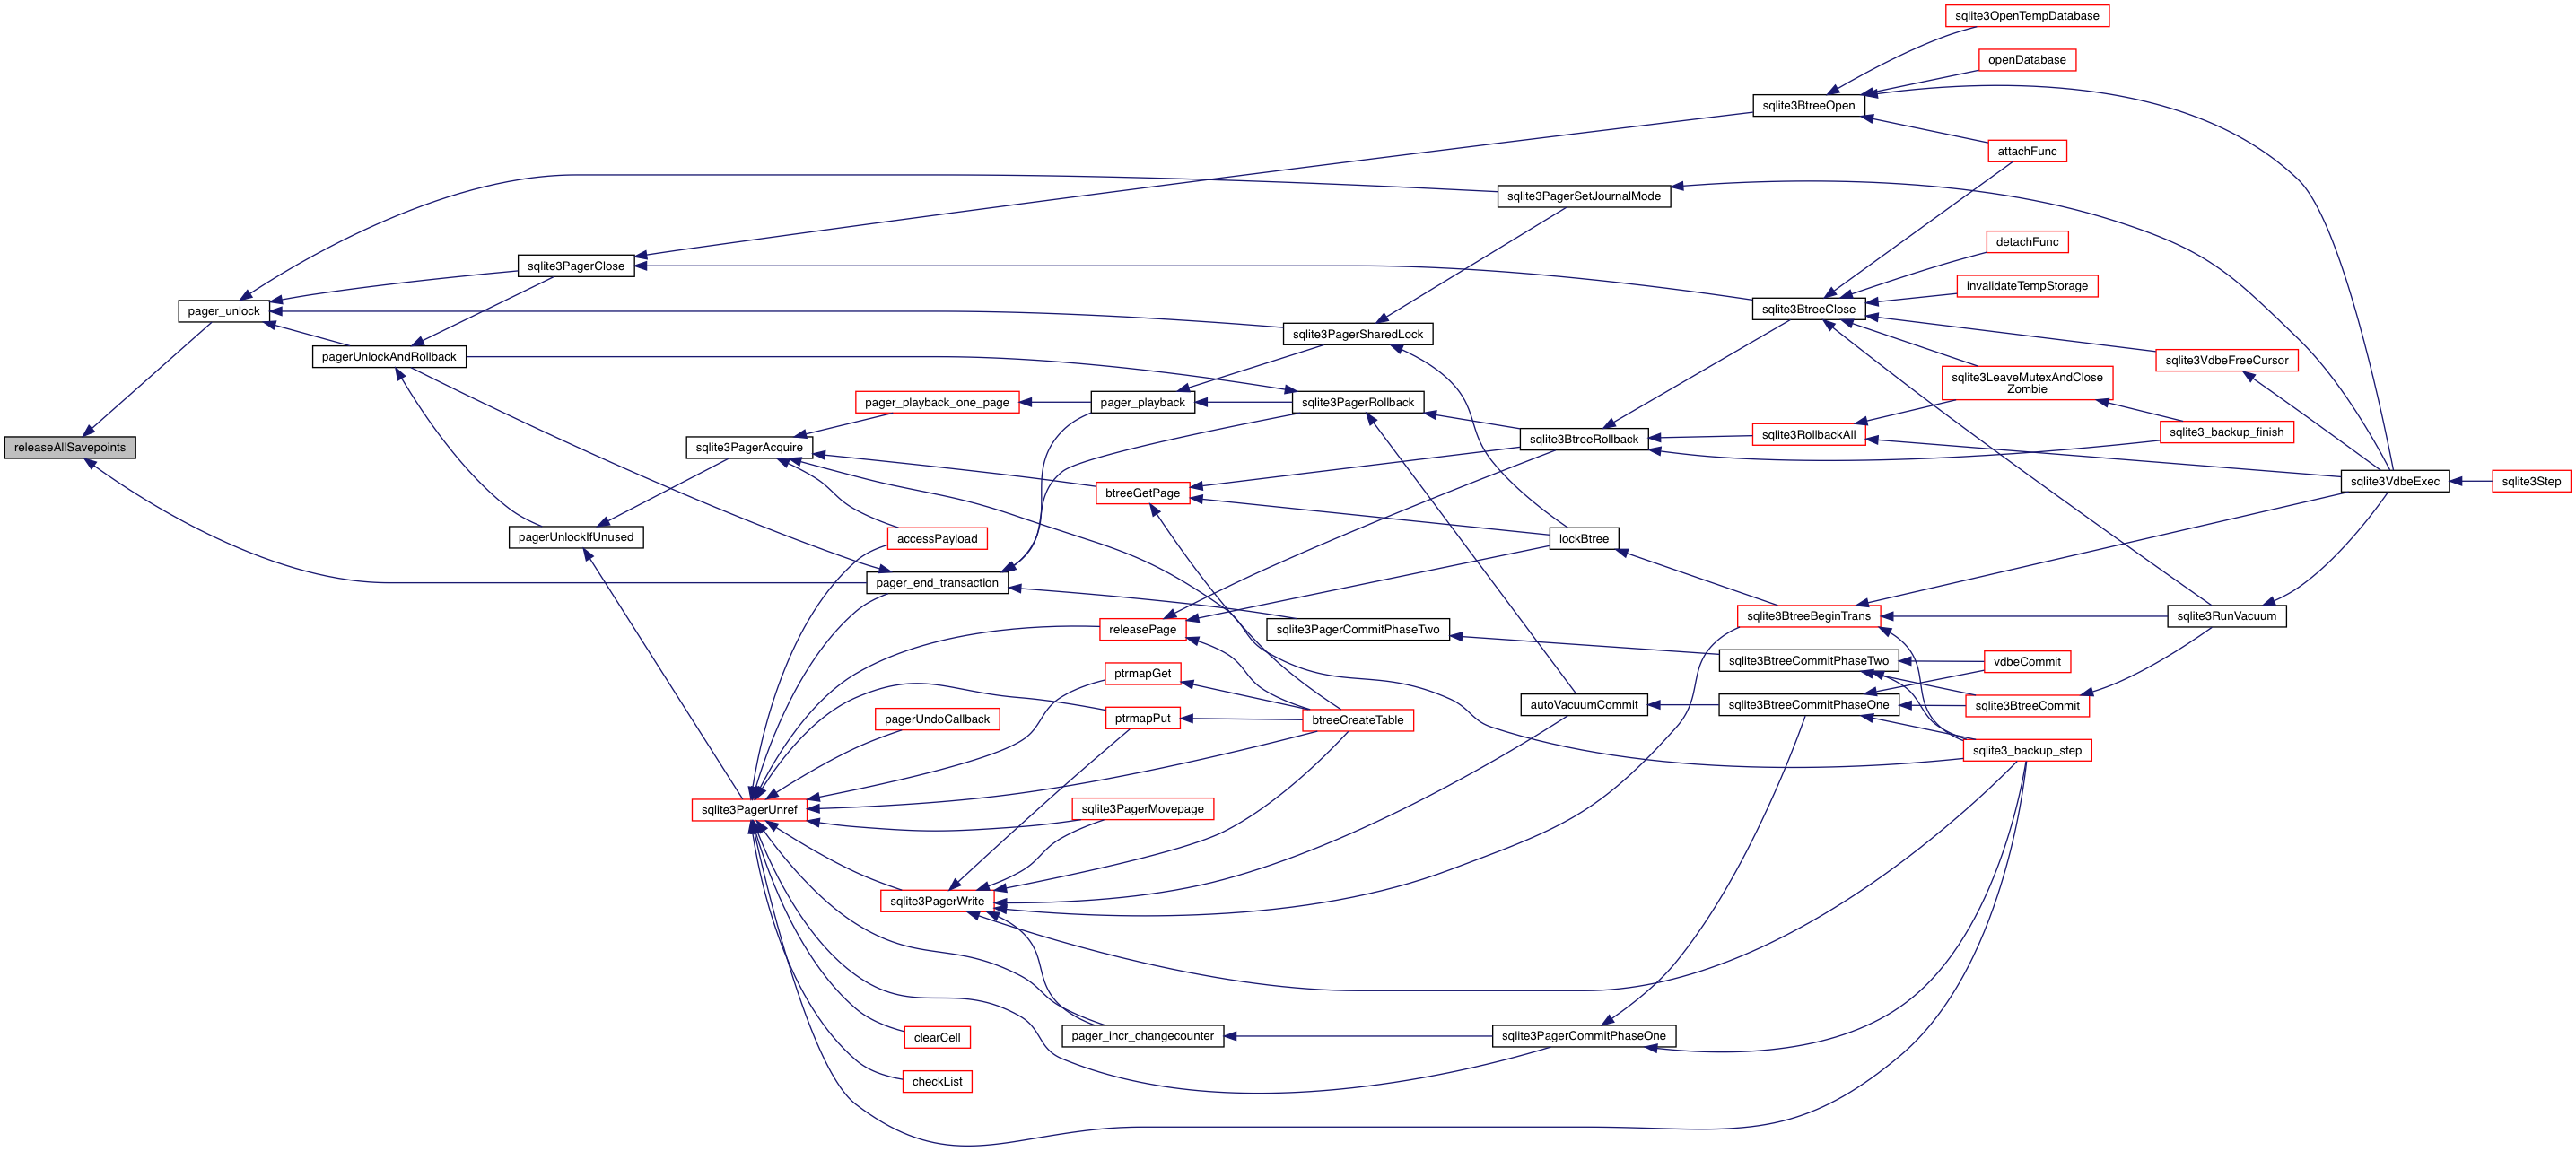 sqlite3OpenTempDatabase
openDatabase
sqlite3BtreeOpen
attachFunc
sqlite3PagerSetJournalMode
detachFunc
sqlite3PagerClose
invalidateTempStorage
pager_unlock
sqlite3BtreeClose
sqlite3PagerSharedLock
pagerUnlockAndRollback
sqlite3VdbeFreeCursor
sqlite3LeaveMutexAndClose
Zombie
pager_playback_one_page
pager_playback
sqlite3PagerRollback
sqlite3_backup_finish
sqlite3RollbackAll
sqlite3BtreeRollback
releaseAllSavepoints
sqlite3PagerAcquire
sqlite3VdbeExec
sqlite3Step
btreeGetPage
pagerUnlockIfUnused
accessPayload
lockBtree
pager_end_transaction
sqlite3BtreeBeginTrans
sqlite3RunVacuum
releasePage
sqlite3PagerCommitPhaseTwo
sqlite3BtreeCommitPhaseTwo
vdbeCommit
ptrmapGet
autoVacuumCommit
sqlite3BtreeCommitPhaseOne
sqlite3BtreeCommit
pagerUndoCallback
ptrmapPut
btreeCreateTable
sqlite3_backup_step
sqlite3PagerUnref
sqlite3PagerMovepage
sqlite3PagerWrite
clearCell
pager_incr_changecounter
sqlite3PagerCommitPhaseOne
checkList